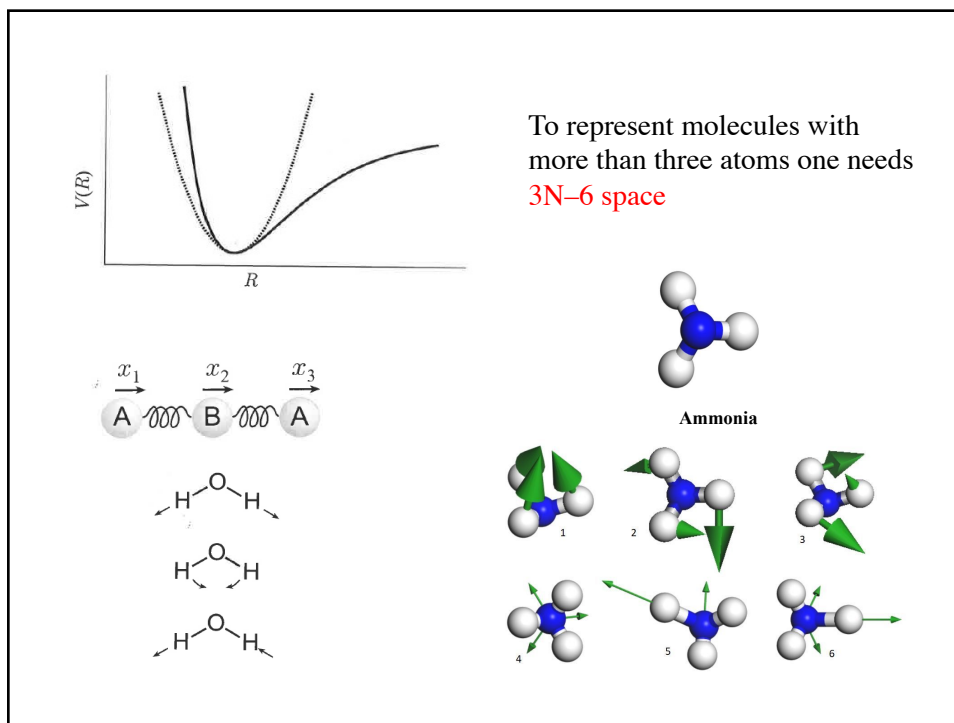 V(R)
R
To represent molecules with
more than three atoms one needs
3N–6 space
x1 x2 x3
A B A
Ammonia
H O H
H O H
H O H
1 2 3
4 5 6